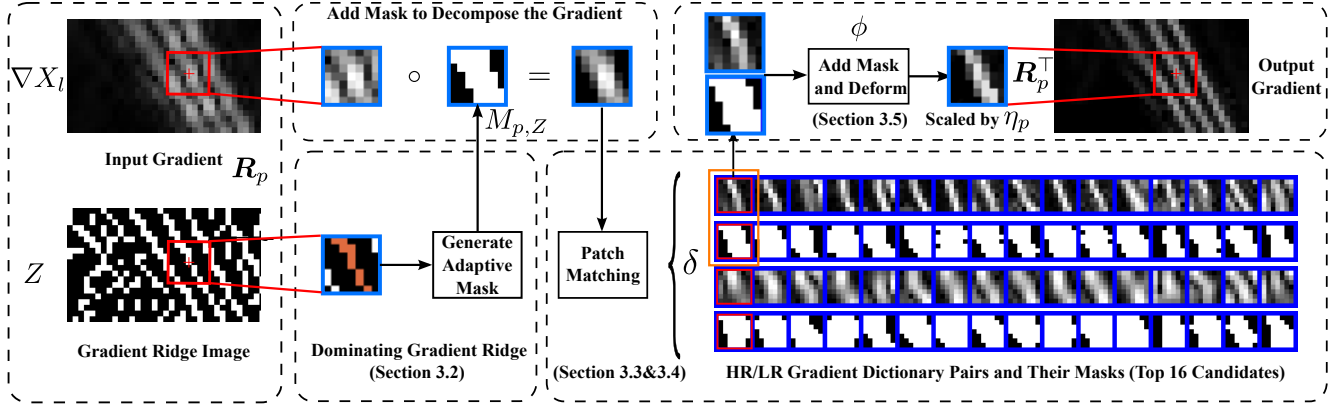 Add Mask to Decompose the Gradient
∇X_l
Input Gradient
R_p
∘
=
M_{p,Z}
ϕ
Add Mask
and Deform
(Section 3.5)
Scaled by η_p
R_p^⊤
Output
Gradient
Z
Gradient Ridge Image
Generate
Adaptive
Mask
Dominating Gradient Ridge
(Section 3.2)
Patch
Matching
(Section 3.3&3.4)
δ
HR/LR Gradient Dictionary Pairs and Their Masks (Top 16 Candidates)